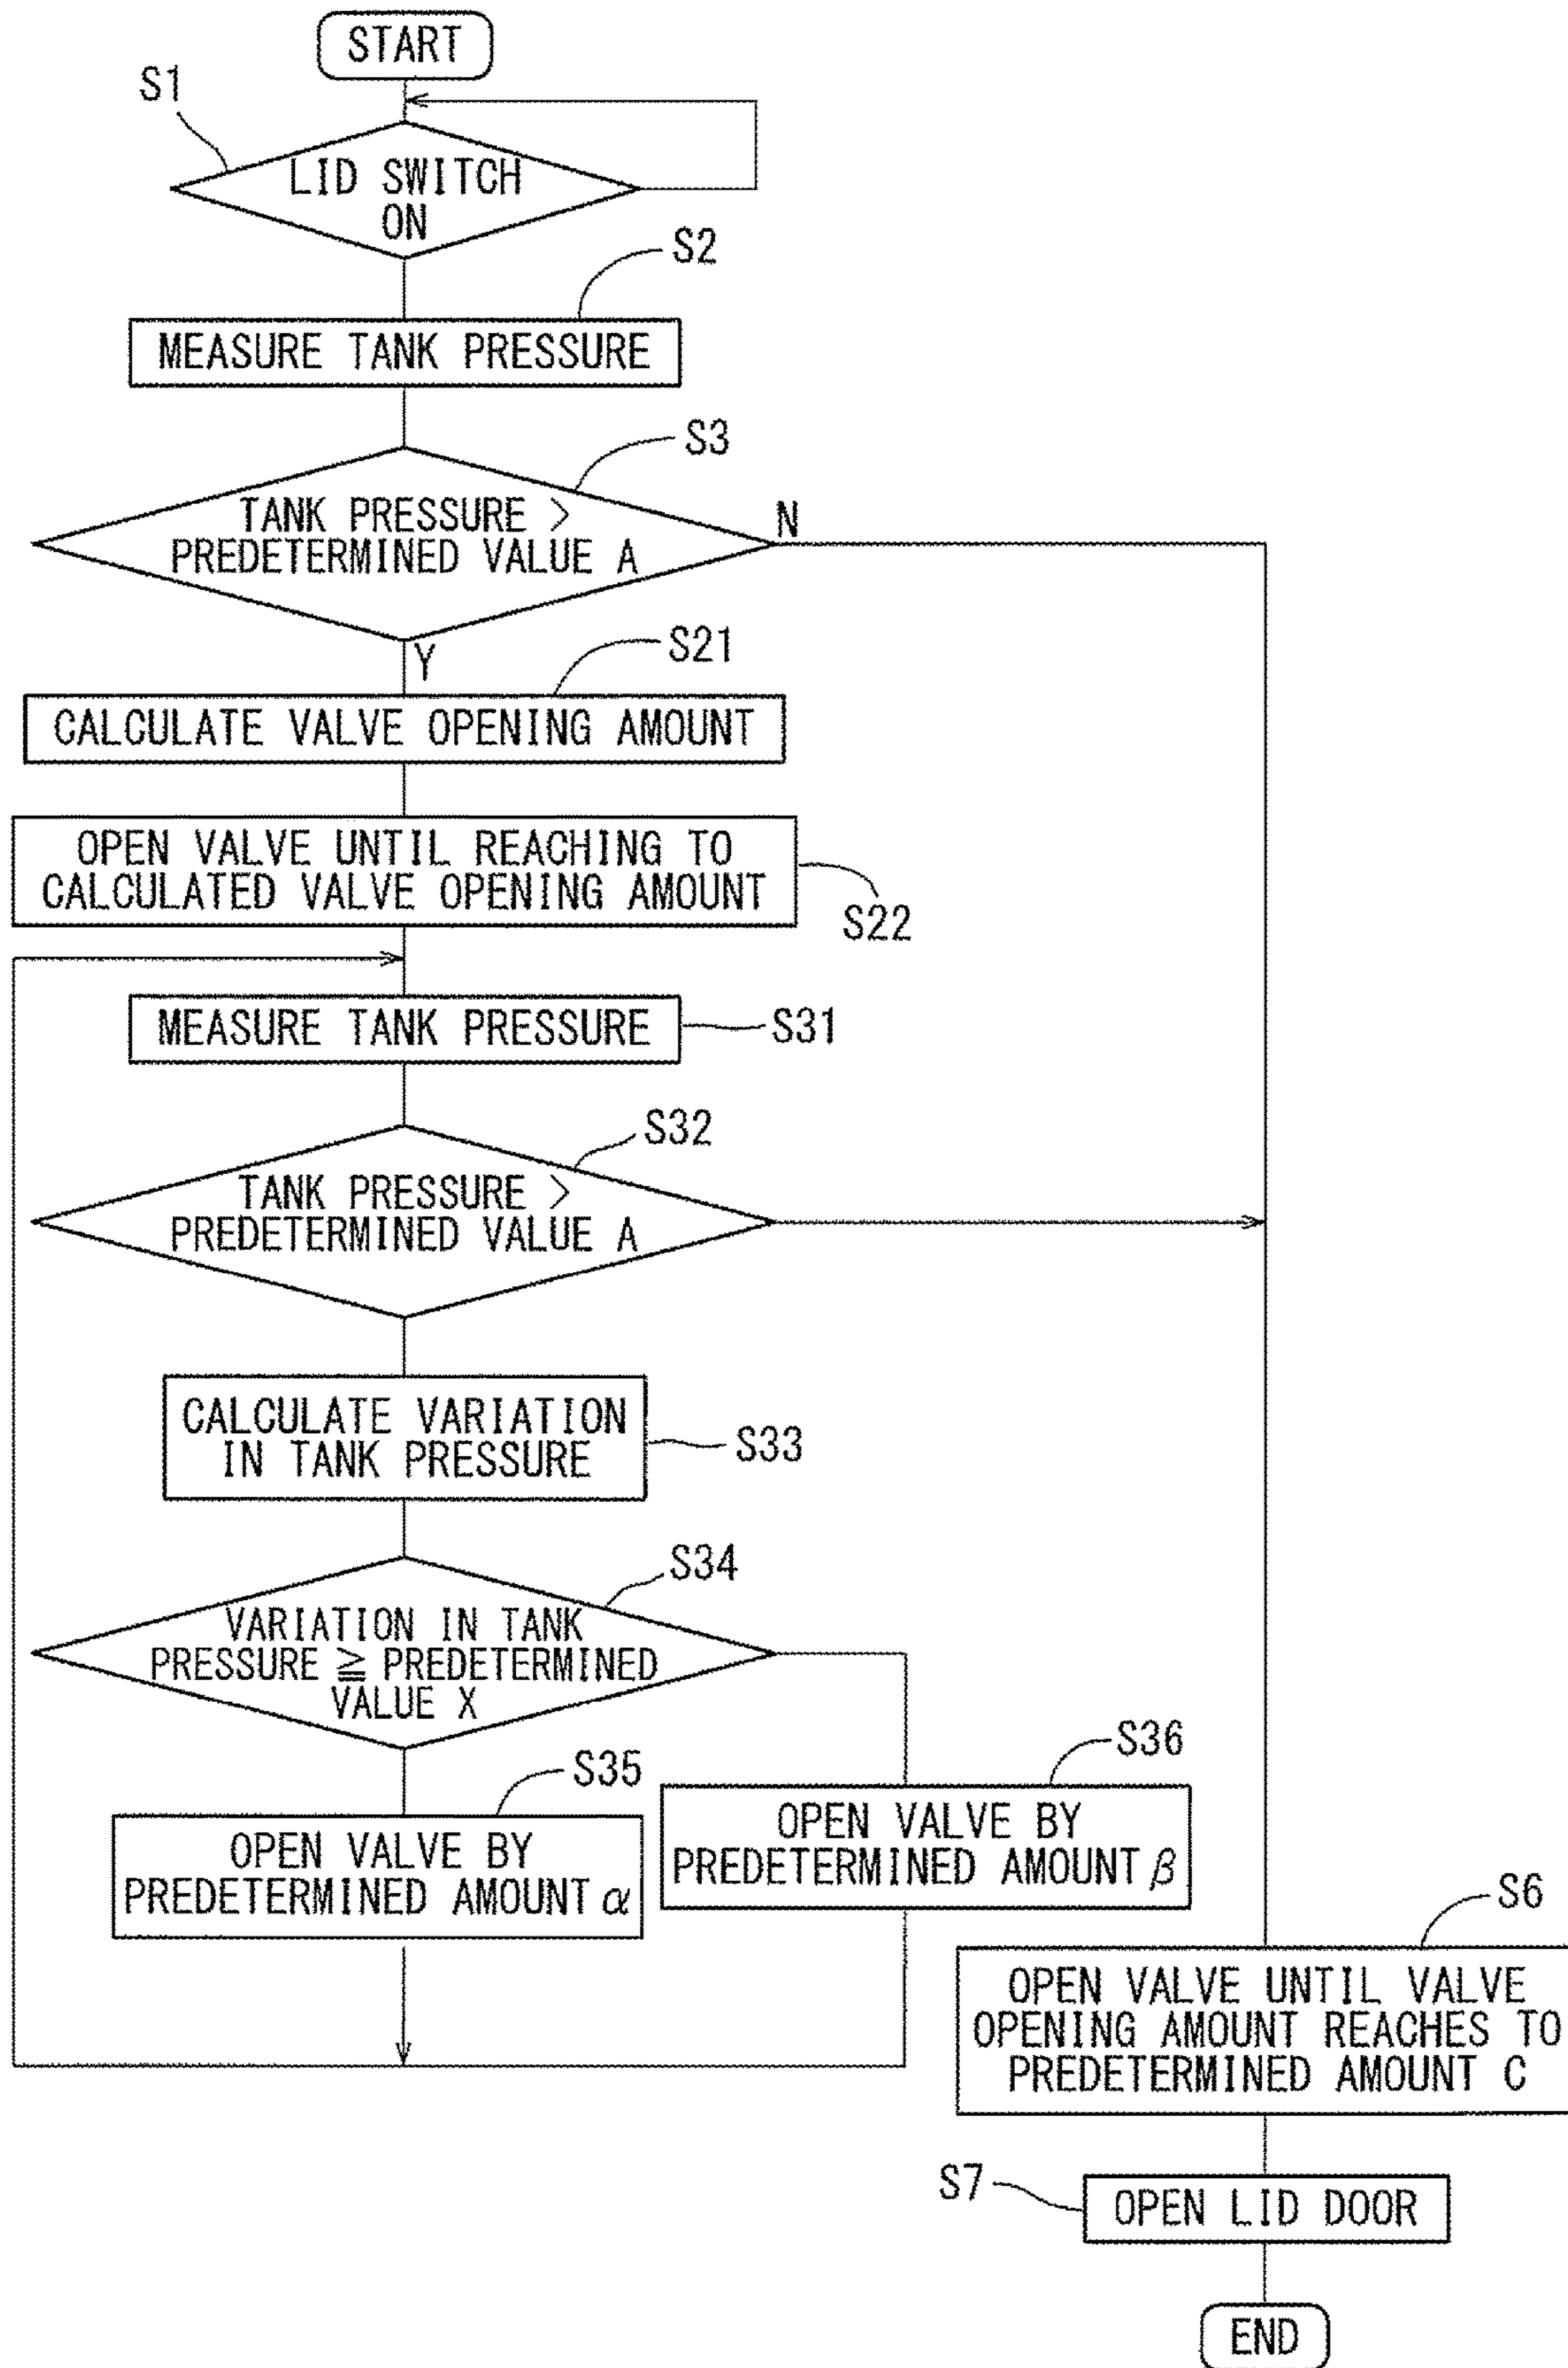 START
S1
LID SWITCH
ON
S2
MEASURE TANK PRESSURE
S3
TANK PRESSURE >
PREDETERMINED VALUE A
N
Y
S21
CALCULATE VALVE OPENING AMOUNT
OPEN VALVE UNTIL REACHING TO
CALCULATED VALVE OPENING AMOUNT
S22
MEASURE TANK PRESSURE
S31
S32
TANK PRESSURE >
PREDETERMINED VALUE A
CALCULATE VARIATION
IN TANK PRESSURE
S33
S34
VARIATION IN TANK
PRESSURE ≧ PREDETERMINED
VALUE X
S35
OPEN VALVE BY
PREDETERMINED AMOUNT α
S36
OPEN VALVE BY
PREDETERMINED AMOUNT β
S6
OPEN VALVE UNTIL VALVE
OPENING AMOUNT REACHES TO
PREDETERMINED AMOUNT C
S7
OPEN LID DOOR
END